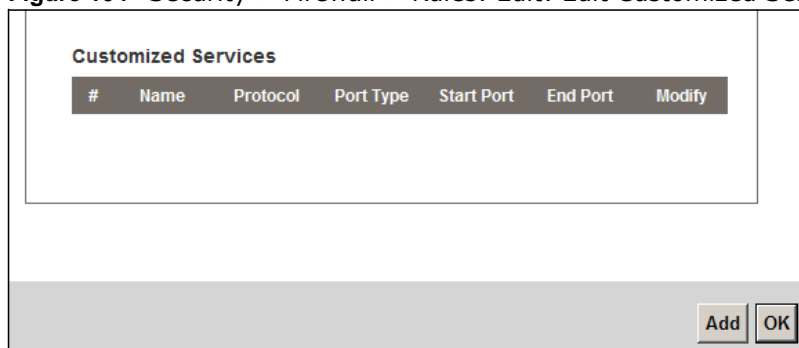 Customized Services
# Name Protocol Port Type Start Port End Port Modify
Add OK